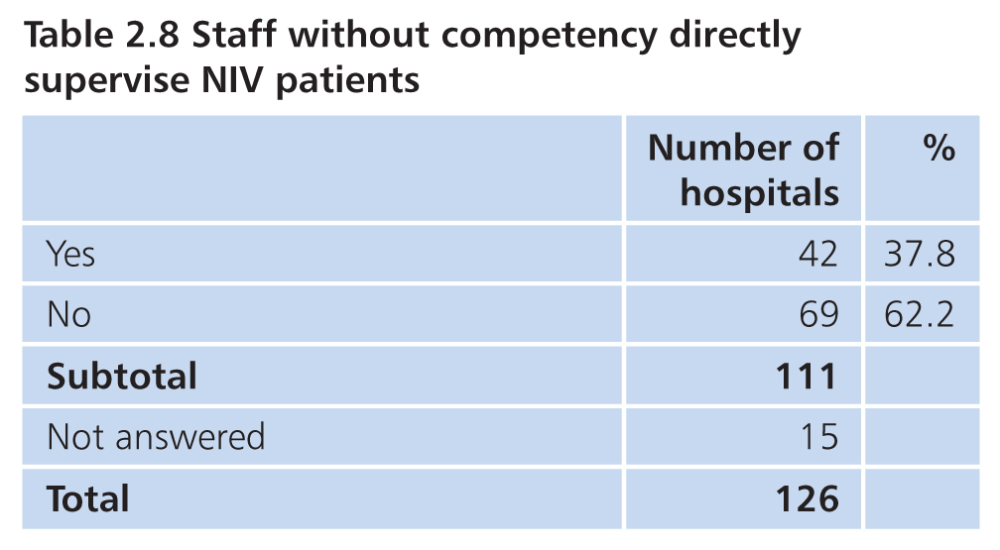 Table 2.8 Staff without competency directly
supervise NIV patients
Number of %
hospitals
Yes 42 37.8
No 69 62.2
Subtotal 111
Not answered 15
Total 126